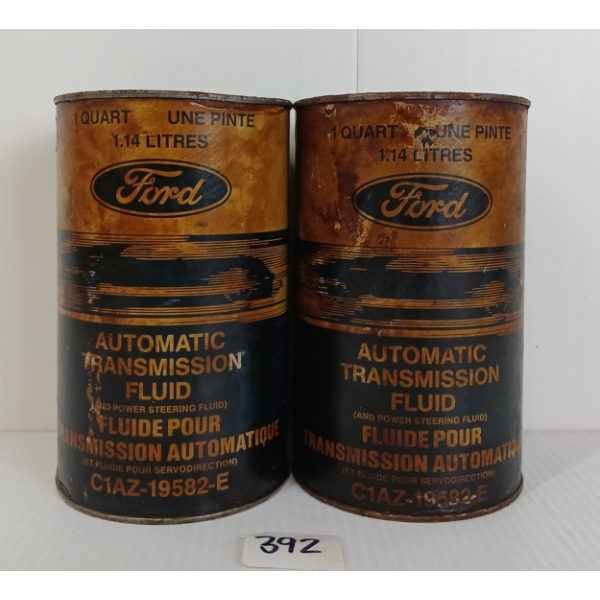 1 QUART UNE PINTE
1.14 LITRES
Ford
AUTOMATIC
TRANSMISSION
FLUID
(AND POWER STEERING FLUID)
FLUIDE POUR
TRANSMISSION AUTOMATIQUE
(ET FLUIDE POUR SERVODIRECTION)
C1AZ-19582-E
1 QUART UNE PINTE
1.14 LITRES
Ford
AUTOMATIC
TRANSMISSION
FLUID
(AND POWER STEERING FLUID)
FLUIDE POUR
TRANSMISSION AUTOMATIQUE
(ET FLUIDE POUR SERVODIRECTION)
C1AZ-19582-E
392